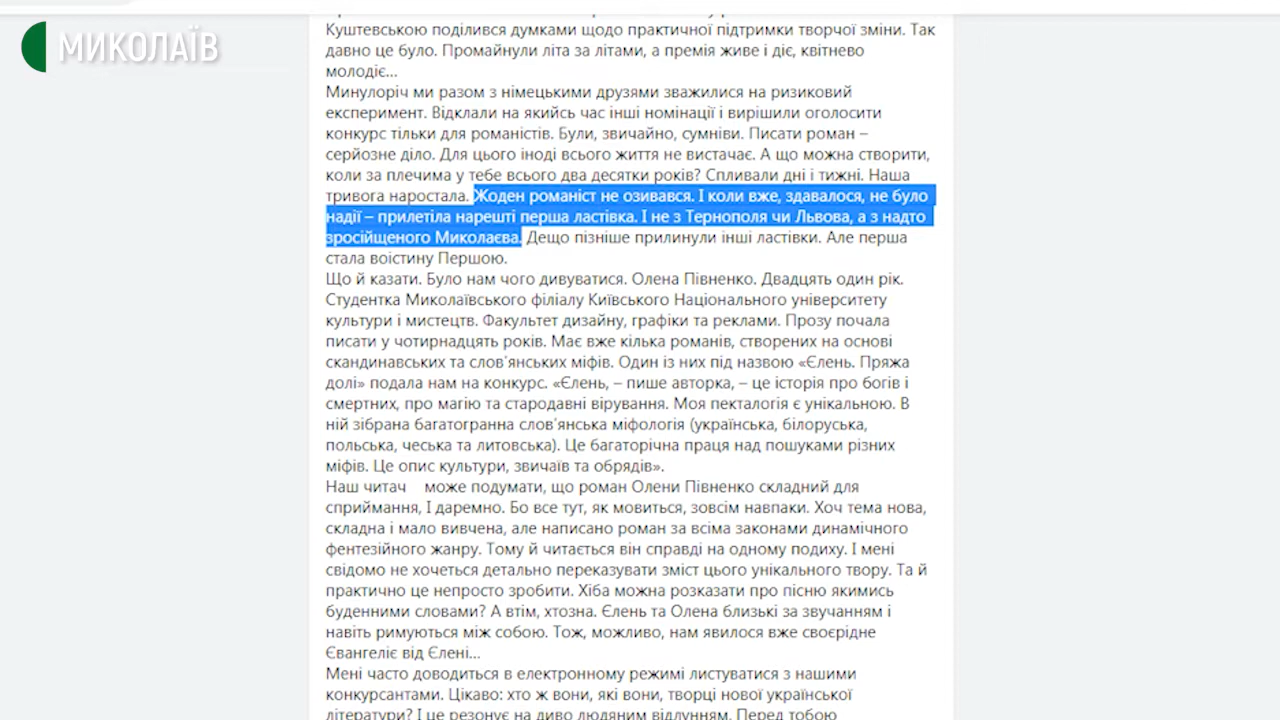 МИКОЛАЇВ
Куштевською поділився думками щодо практичної підтримки творчої зміни. Так
давно це було. Промайнули літа за літами, а премія живе і діє, квітнево
молодіє...
Минулоріч ми разом з німецькими друзями зважилися на ризиковий
експеримент. Відклали на якийсь час інші номінації і вирішили оголосити
конкурс тільки для романістів. Були, звичайно, сумніви. Писати роман –
серйозне діло. Для цього іноді всього життя не вистачає. А що можна створити,
коли за плечима у тебе всього два десятки років? Спливали дні і тижні. Наша
тривога наростала. Жоден романіст не озивався. І коли вже, здавалося, не було
надії – прилетіла нарешті перша ластівка. І не з Тернополя чи Львова, а з надто
зросійщеного Миколаєва. Дещо пізніше прилинули інші ластівки. Але перша
стала воістину Першою.
Що й казати. Було нам чого дивуватися. Олена Півненко. Двадцять один рік.
Студентка Миколаївського філіалу Київського Національного університету
культури і мистецтв. Факультет дизайну, графіки та реклами. Прозу почала
писати у чотирнадцять років. Має вже кілька романів, створених на основі
скандинавських та слов'янських міфів. Один із них під назвою «Єлень. Пряжа
долі» подала нам на конкурс. «Єлень, – пише авторка, – це історія про богів і
смертних, про магію та стародавні вірування. Моя пекталогія є унікальною. В
ній зібрана багатогранна слов'янська міфологія (українська, білоруська,
польська, чеська та литовська). Це багаторічна праця над пошуками різних
міфів. Це опис культури, звичаїв та обрядів».
Наш читач може подумати, що роман Олени Півненко складний для
сприймання, І даремно. Бо все тут, як мовиться, зовсім навпаки. Хоч тема нова,
складна і мало вивчена, але написано роман за всіма законами динамічного
фентезійного жанру. Тому й читається він справді на одному подиху. І мені
свідомо не хочеться детально переказувати зміст цього унікального твору. Та й
практично це непросто зробити. Хіба можна розказати про пісню якимись
буденними словами? А втім, хтозна. Єлень та Олена близькі за звучанням і
навіть римуються між собою. Тож, можливо, нам явилося вже своєрідне
Євангеліє від Єлені...
Мені часто доводиться в електронному режимі листуватися з нашими
конкурсантами. Цікаво: хто ж вони, які вони, творці нової української
літератури? І це резонує на диво людяним відлунням. Перед тобою